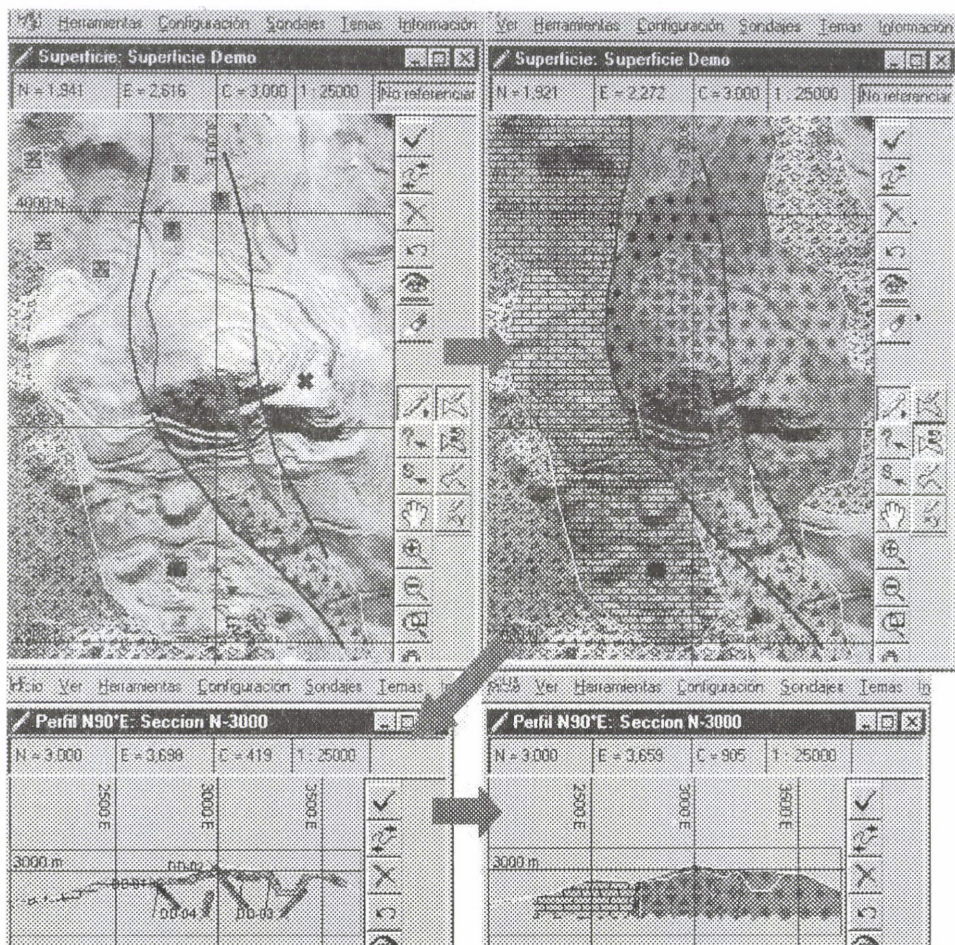 Herramientas Configuración Sondajes Temas Información
Superficie: Superficie Demo
N = 1,941 E = 2,616 C = 3,000 1 : 25000 No referenciar
3000 E
4000 N
Ver Herramientas Configuración Sondajes Temas Información
Superficie: Superficie Demo
N = 1,921 E = 2,272 C = 3.000 1 : 25000 No referenciar
Ver Herramientas Configuración Sondajes Temas In
Perfil N90°E: Seccion N-3000
N = 3.000 E = 3,698 C = 419 1 : 25000
2500 E
3000 E
3500 E
3000 m
DD-02
DD-01
DD-04
DD-03
Ver Herramientas Configuración Sondajes Temas In
Perfil N90°E: Seccion N-3000
N = 3.000 E = 3,659 C = 905 1 : 25000
2500 E
3000 E
3500 E
3000 m